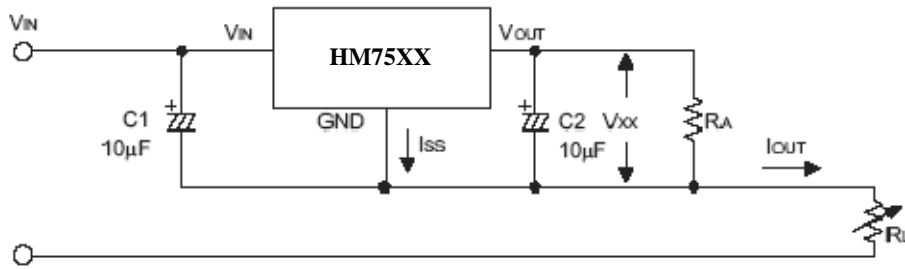 VIN
VIN
HM75XX
VOUT
C1
10µF
GND
ISS
C2
10µF
VXX
RA
IOUT
RL